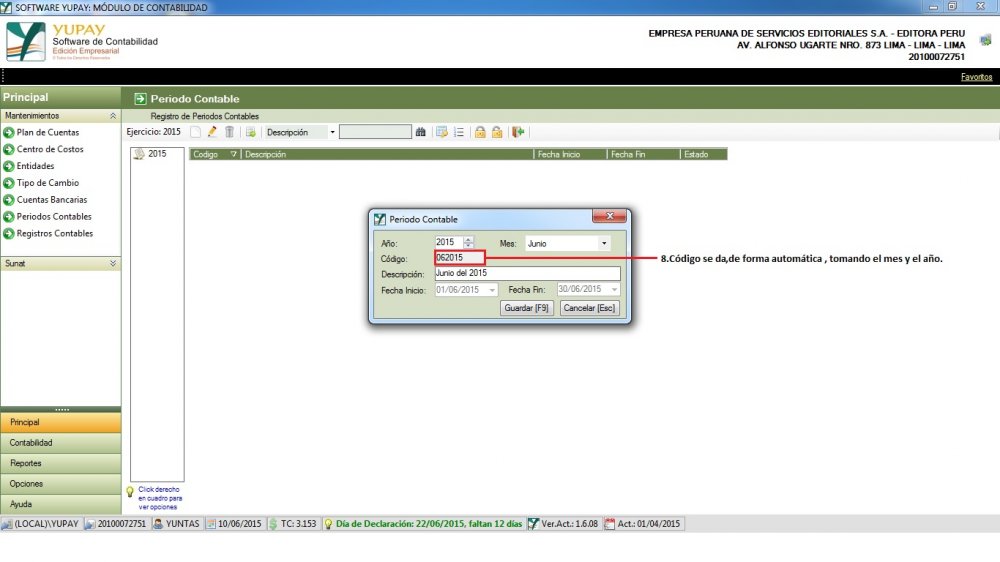 SOFTWARE YUPAY: MÓDULO DE CONTABILIDAD
YUPAY
Software de Contabilidad
Edición Empresarial
© Todos los Derechos Reservados
EMPRESA PERUANA DE SERVICIOS EDITORIALES S.A. - EDITORA PERU
AV. ALFONSO UGARTE NRO. 873 LIMA - LIMA - LIMA
20100072751
Favoritos
Principal
Periodo Contable
Mantenimientos
Registro de Periodos Contables
Plan de Cuentas
Centro de Costos
Entidades
Tipo de Cambio
Cuentas Bancarias
Periodos Contables
Registros Contables
Sunat
Ejercicio: 2015
Descripción
2015
Codigo
Descripción
Fecha Inicio
Fecha Fin
Estado
Periodo Contable
Año: 2015 Mes: Junio
Código: 062015
Descripción: Junio del 2015
Fecha Inicio: 01/06/2015 Fecha Fin: 30/06/2015
Guardar [F9] Cancelar [Esc]
8.Código se da,de forma automática , tomando el mes y el año.
Principal
Contabilidad
Reportes
Opciones
Ayuda
Click derecho
en cuadro para
ver opciones
(LOCAL)\YUPAY 20100072751 YUNTAS 10/06/2015 TC: 3.153 Día de Declaración: 22/06/2015, faltan 12 días Ver.Act.: 1.6.08 Act.: 01/04/2015